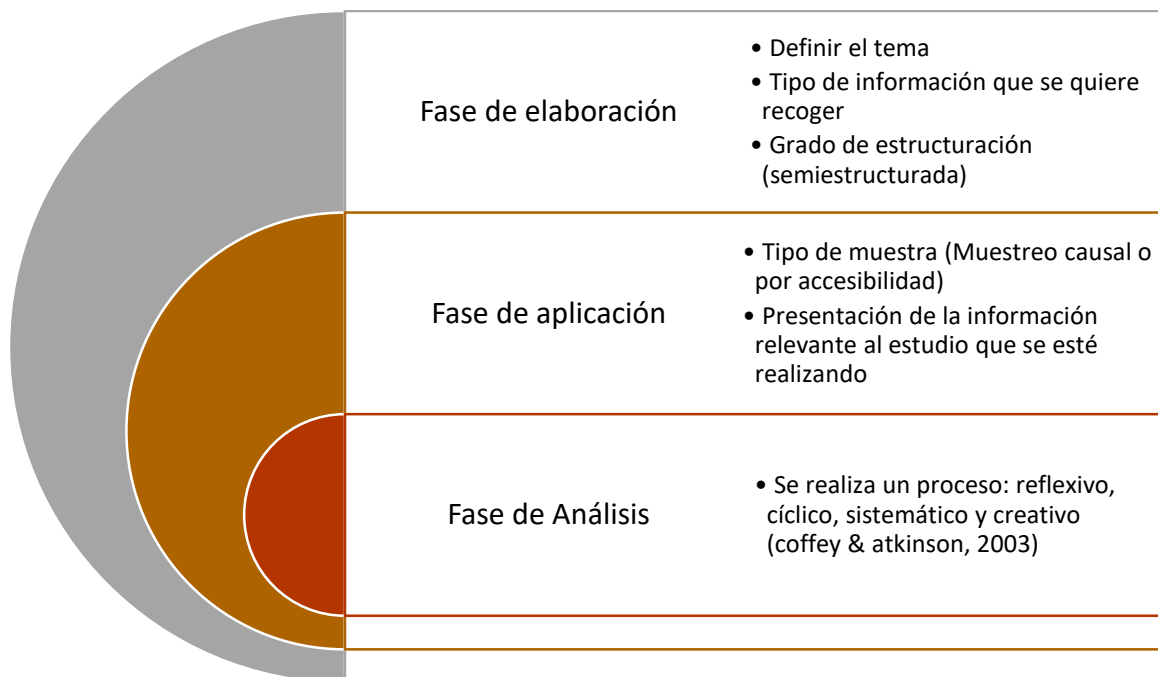 Fase de elaboración
• Definir el tema
• Tipo de información que se quiere
recoger
• Grado de estructuración
(semiestructurada)
Fase de aplicación
• Tipo de muestra (Muestreo causal o
por accesibilidad)
• Presentación de la información
relevante al estudio que se esté
realizando
Fase de Análisis
• Se realiza un proceso: reflexivo,
cíclico, sistemático y creativo
(coffey & atkinson, 2003)